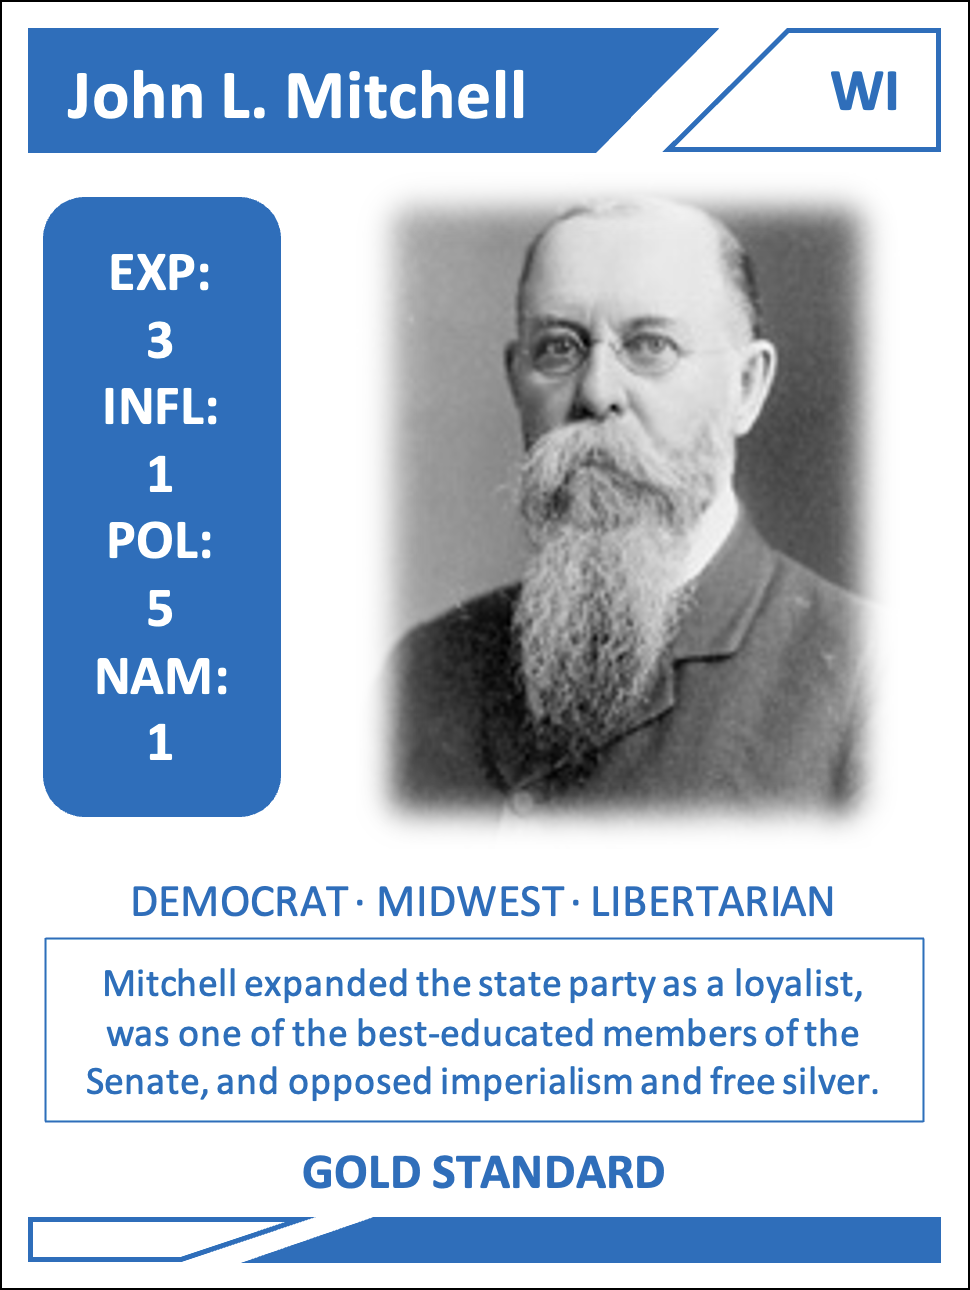 John L. Mitchell
WI
EXP:
3
INFL:
1
POL:
5
NAM:
1
DEMOCRAT · MIDWEST · LIBERTARIAN
Mitchell expanded the state party as a loyalist,
was one of the best-educated members of the
Senate, and opposed imperialism and free silver.
GOLD STANDARD